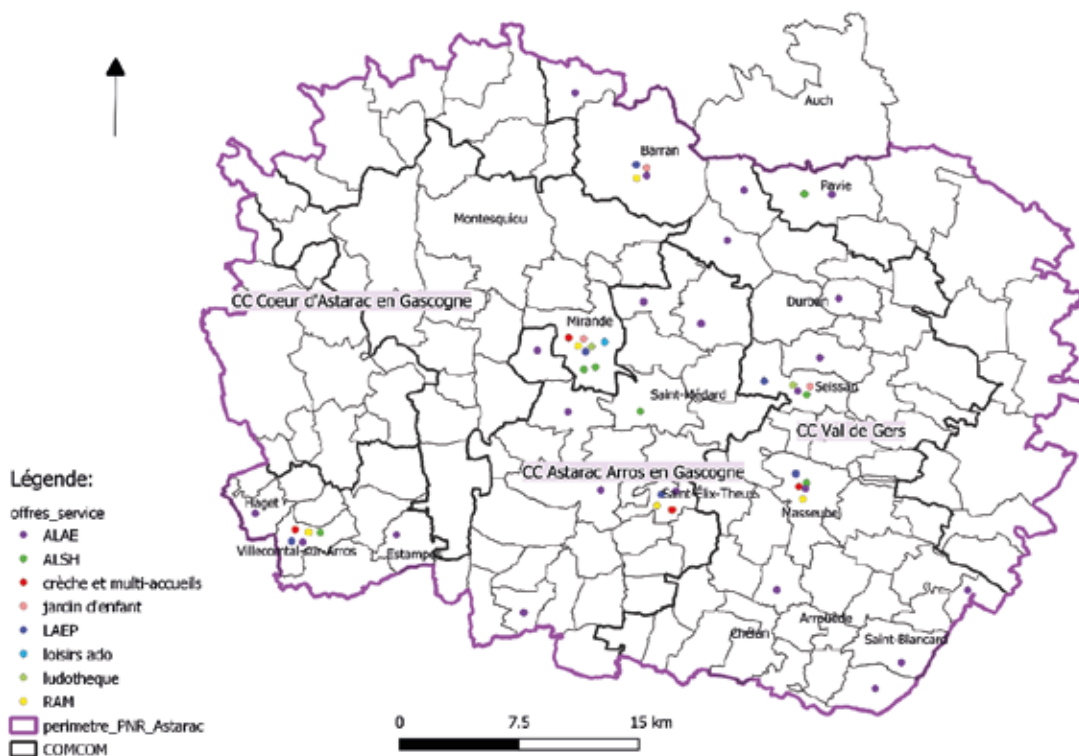 Auch
Barran
Pavie
Montesquiou
Durban
CC Coeur d'Astarac en Gascogne
Mirande
Seissan
Saint-Médard
CC Val de Gers
CC Astarac Arros en Gascogne
Saint-Elix-Theux
Masseube
Haget
Villecomtal-sur-Arros
Estampes
Arrouède
Chélan
Saint-Blancard
Légende:
offres_service
ALAE
ALSH
crèche et multi-accueils
jardin d'enfant
LAEP
loisirs ado
ludotheque
RAM
perimetre_PNR_Astarac
COMCOM
0 7.5 15 km